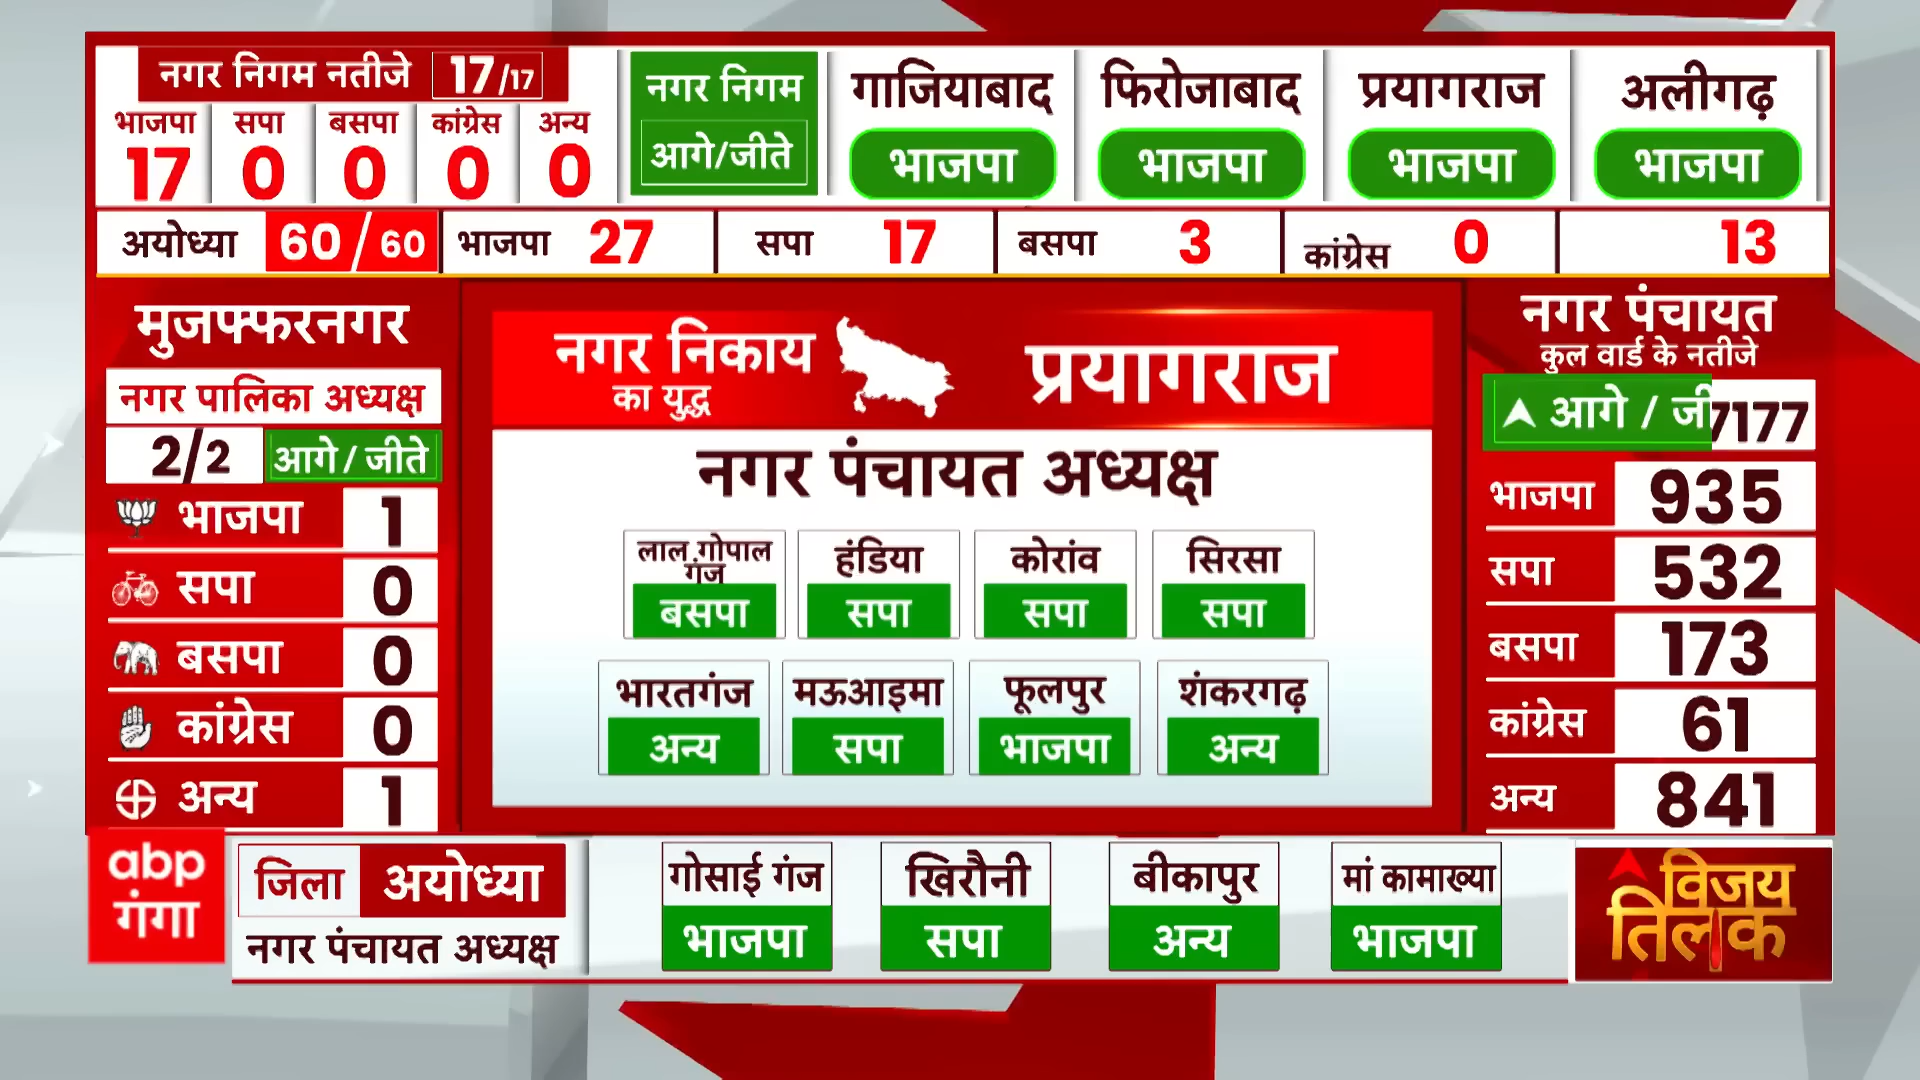 नगर निगम नतीजे 17/17
भाजपा सपा बसपा कांग्रेस अन्य
17 0 0 0 0
नगर निगम
आगे/जीते
गाजियाबाद फिरोजाबाद प्रयागराज अलीगढ़
भाजपा भाजपा भाजपा भाजपा
अयोध्या 60/60 भाजपा 27 सपा 17 बसपा 3 कांग्रेस 0 13
मुजफ्फरनगर
नगर पालिका अध्यक्ष
2/2 आगे/जीते
भाजपा 1
सपा 0
बसपा 0
कांग्रेस 0
अन्य 1
नगर निकाय
का युद्ध
प्रयागराज
नगर पंचायत अध्यक्ष
लाल गोपाल
गंज
हंडिया कोरांव सिरसा
बसपा सपा सपा सपा
भारतगंज मऊआइमा फूलपुर शंकरगढ़
अन्य सपा भाजपा अन्य
नगर पंचायत
कुल वार्ड के नतीजे
आगे / जी 7177
भाजपा 935
सपा 532
बसपा 173
कांग्रेस 61
अन्य 841
abp
गंगा
जिला अयोध्या
नगर पंचायत अध्यक्ष
गोसाई गंज खिरौनी बीकापुर मां कामाख्या
भाजपा सपा अन्य भाजपा
विजय
तिलक